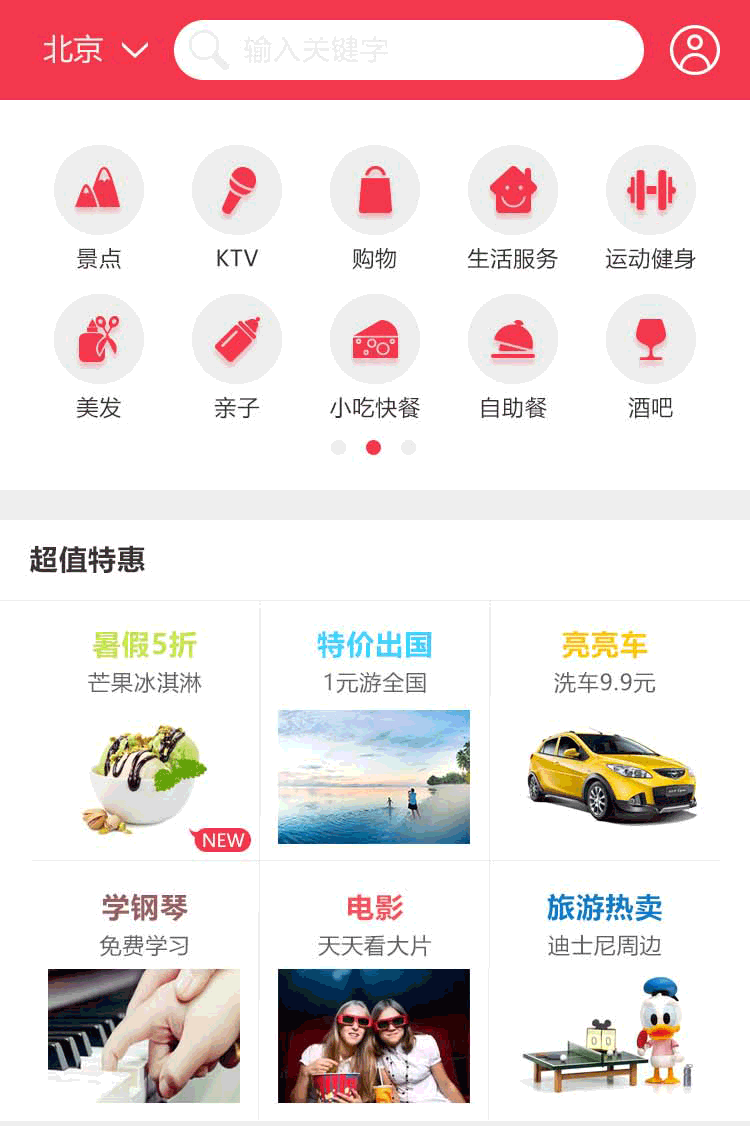 北京
输入关键字
景点 KTV 购物 生活服务 运动健身
美发 亲子 小吃快餐 自助餐 酒吧
超值特惠
暑假5折 特价出国 亮亮车
芒果冰淇淋 1元游全国 洗车9.9元
NEW
学钢琴 电影 旅游热卖
免费学习 天天看大片 迪士尼周边